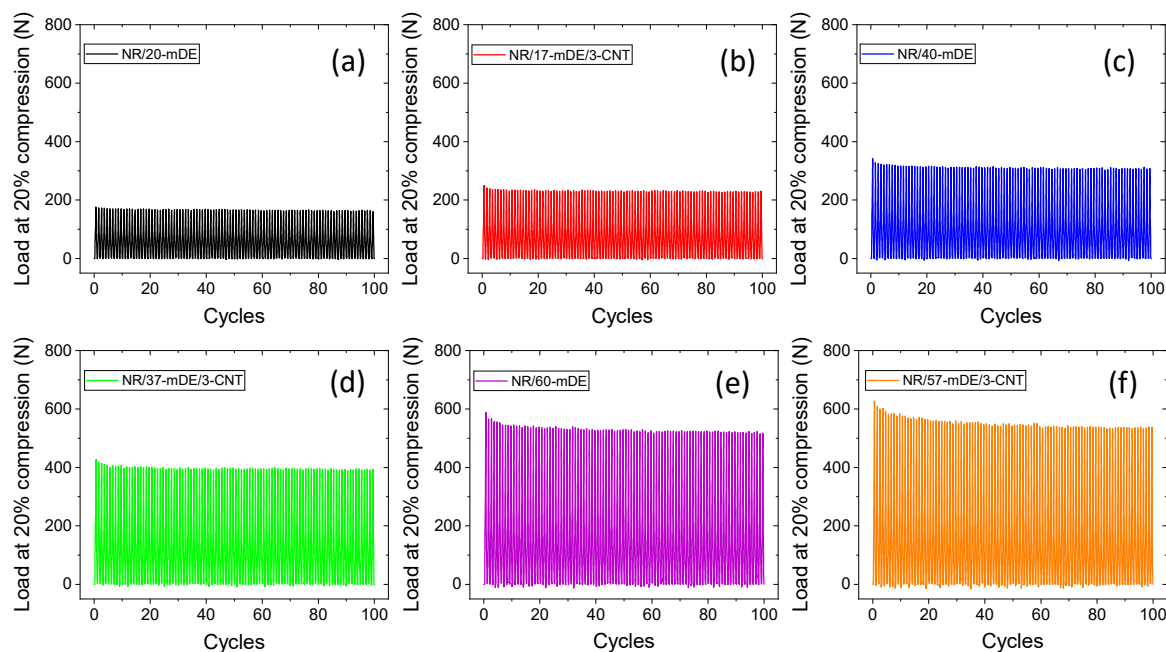 800
600
400
200
0
Load at 20% compression (N)
NR/20-mDE
(a)
0 20 40 60 80 100
Cycles
800
600
400
200
0
Load at 20% compression (N)
NR/17-mDE/3-CNT
(b)
0 20 40 60 80 100
Cycles
800
600
400
200
0
Load at 20% compression (N)
NR/40-mDE
(c)
0 20 40 60 80 100
Cycles
800
600
400
200
0
Load at 20% compression (N)
NR/37-mDE/3-CNT
(d)
0 20 40 60 80 100
Cycles
800
600
400
200
0
Load at 20% compression (N)
NR/60-mDE
(e)
0 20 40 60 80 100
Cycles
800
600
400
200
0
Load at 20% compression (N)
NR/57-mDE/3-CNT
(f)
0 20 40 60 80 100
Cycles